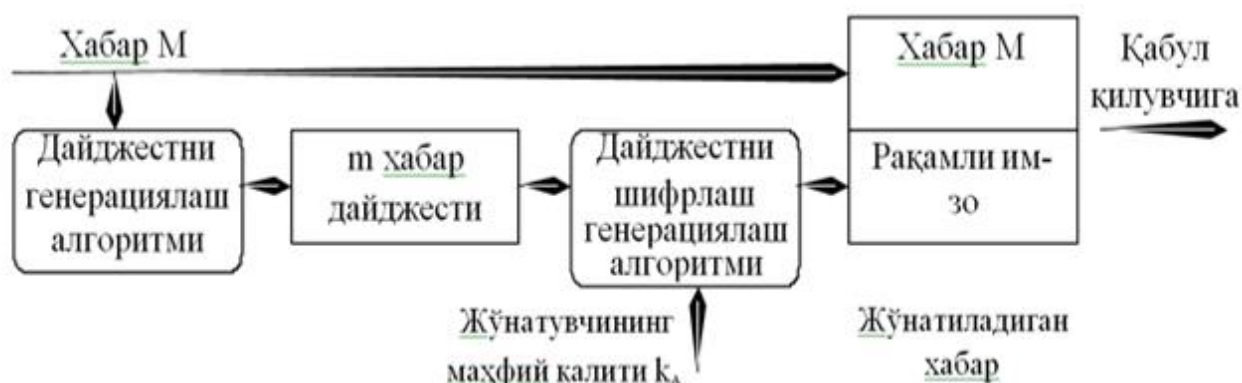 Хабар М
Хабар М
Қабул
қилувчига
Дайджестни
генерациялаш
алгоритми
m хабар
дайджести
Дайджестни
шифрлаш
генерациялаш
алгоритми
Рақамли им-
зо
Жўнатувчининг
махфий калити kA
Жўнатиладиган
хабар